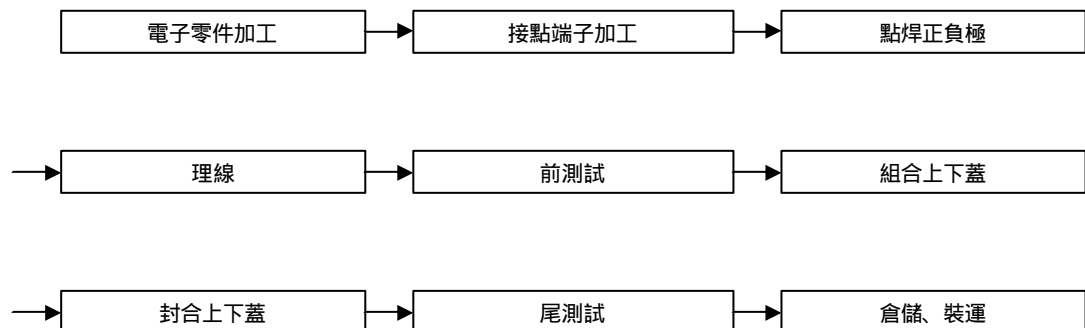 電子零件加工
接點端子加工
點焊正負極
理線
前測試
組合上下蓋
封合上下蓋
尾測試
倉儲、裝運